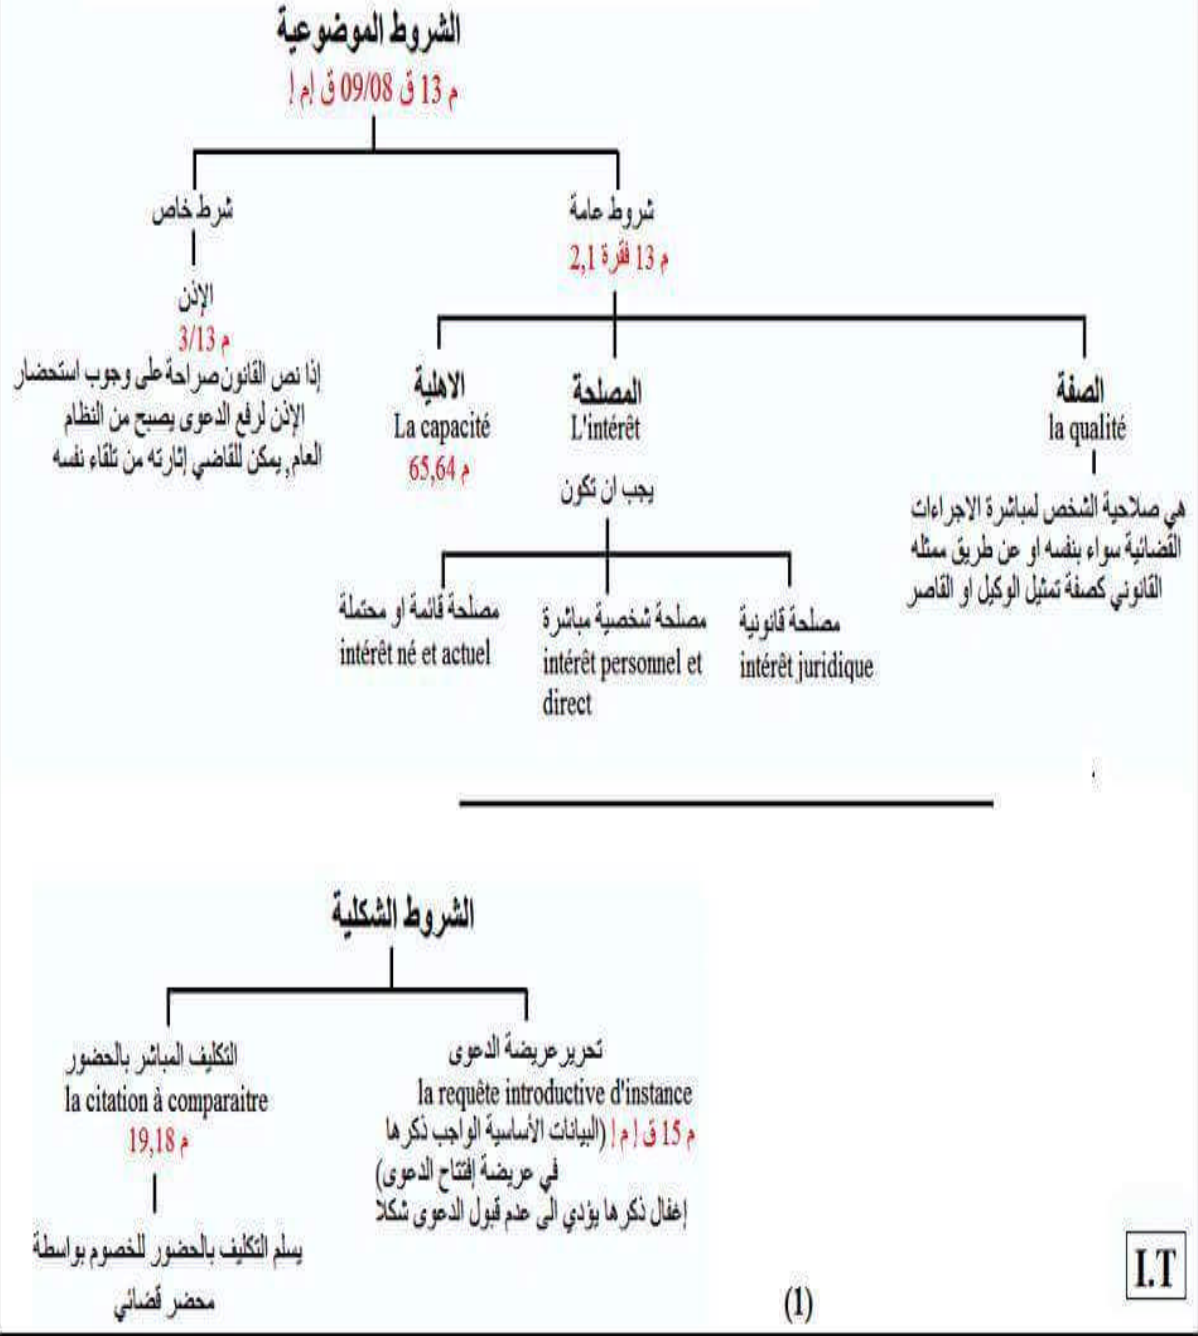 الشروط الموضوعية
م 13 ق 09/08 ق إم إ
شروط عامة
م 13 فقرة 2,1
شرط خاص
الإذن
م 3/13
إذا نص القانون صراحة على وجوب استحضار
الإذن لرفع الدعوى يصبح من النظام
العام, يمكن للقاضي إثارته من تلقاء نفسه
الصفة
la qualité
هي صلاحية الشخص لمباشرة الاجراءات
القضائية سواء بنفسه او عن طريق ممثله
القانوني كصفة تمثيل الوكيل او القاصر
المصلحة
L'intérêt
يجب ان تكون
الاهلية
La capacité
م 65,64
مصلحة قانونية
intérêt juridique
مصلحة شخصية مباشرة
intérêt personnel et
direct
مصلحة قائمة او محتملة
intérêt né et actuel
الشروط الشكلية
تحرير عريضة الدعوى
la requête introductive d'instance
م 15 ق إ م إ (البيانات الأساسية الواجب ذكرها
في عريضة إفتتاح الدعوى)
إغفال ذكرها يؤدي الى عدم قبول الدعوى شكلا
التكليف المباشر بالحضور
la citation à comparaitre
م 19,18
يسلم التكليف بالحضور للخصوم بواسطة
محضر قضائي
(1)
I.T